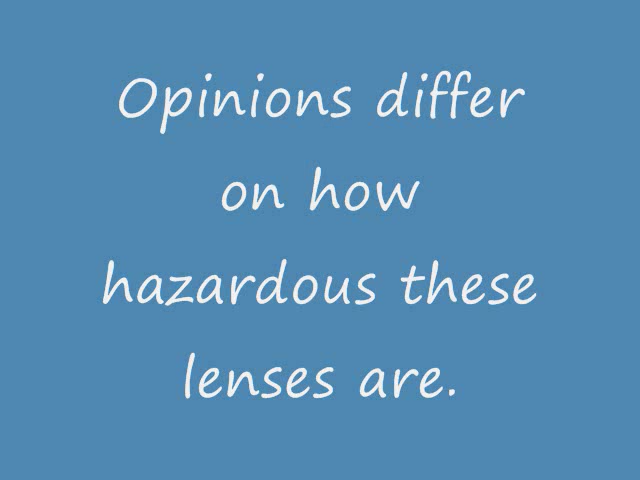 Opinions differ
on how
hazardous these
lenses are.